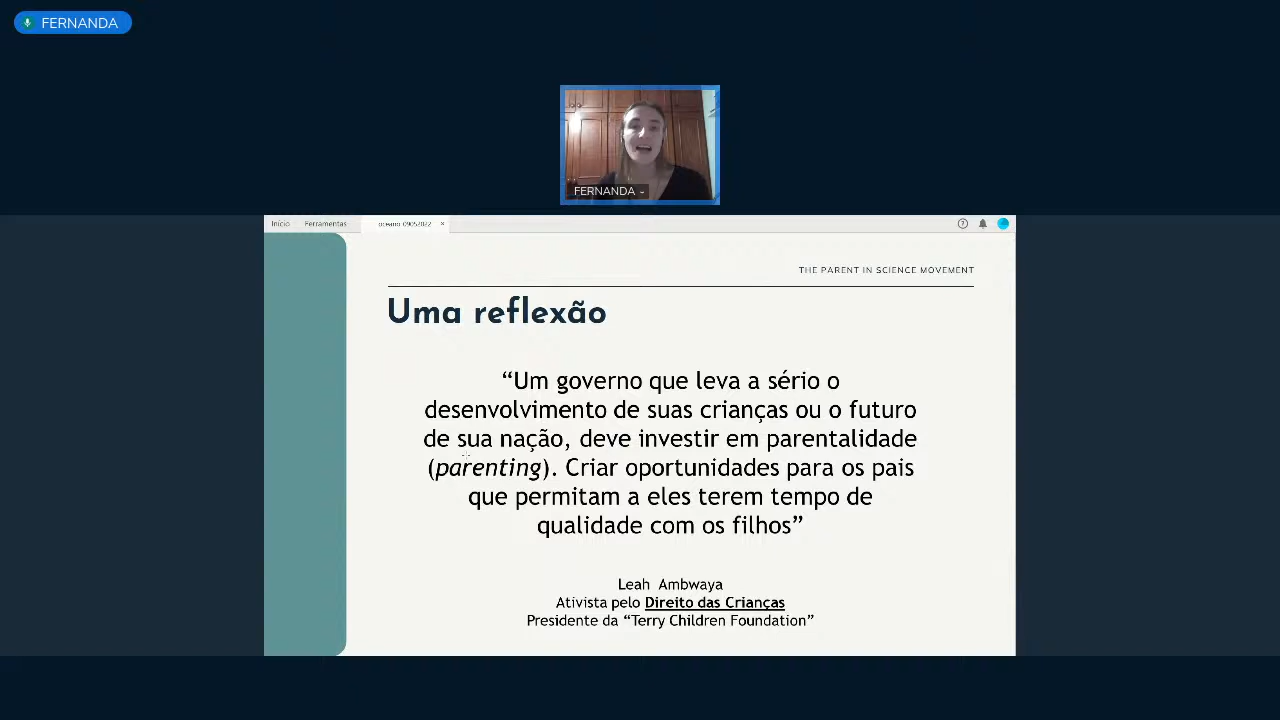 FERNANDA
FERNANDA
Início Ferramentas oceano_09052022 ×
THE PARENT IN SCIENCE MOVEMENT
Uma reflexão
“Um governo que leva a sério o
desenvolvimento de suas crianças ou o futuro
de sua nação, deve investir em parentalidade
(parenting). Criar oportunidades para os pais
que permitam a eles terem tempo de
qualidade com os filhos”
Leah Ambwaya
Ativista pelo Direito das Crianças
Presidente da “Terry Children Foundation”